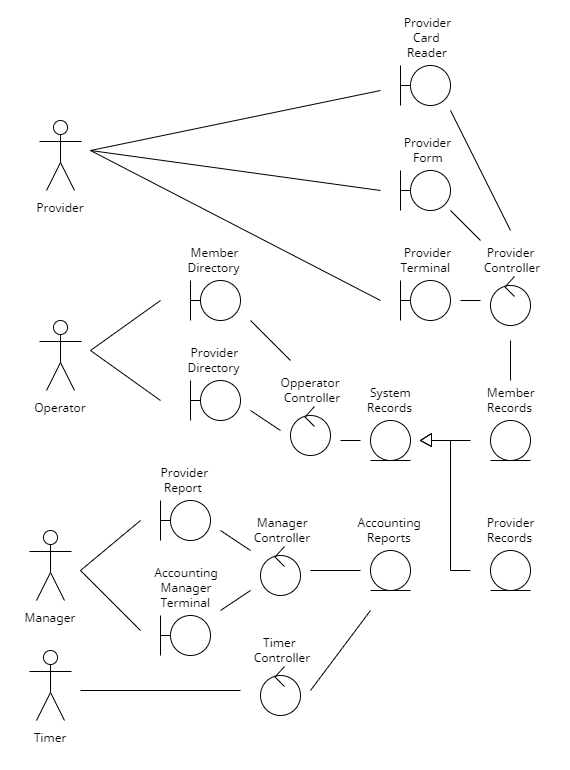 Provider
Card
Reader
Provider
Form
Provider
Member
Directory
Provider
Terminal
Provider
Controller
Provider
Directory
Operator
Opperator
Controller
System
Records
Member
Records
Provider
Report
Manager
Controller
Accounting
Reports
Provider
Records
Accounting
Manager
Terminal
Manager
Timer
Controller
Timer